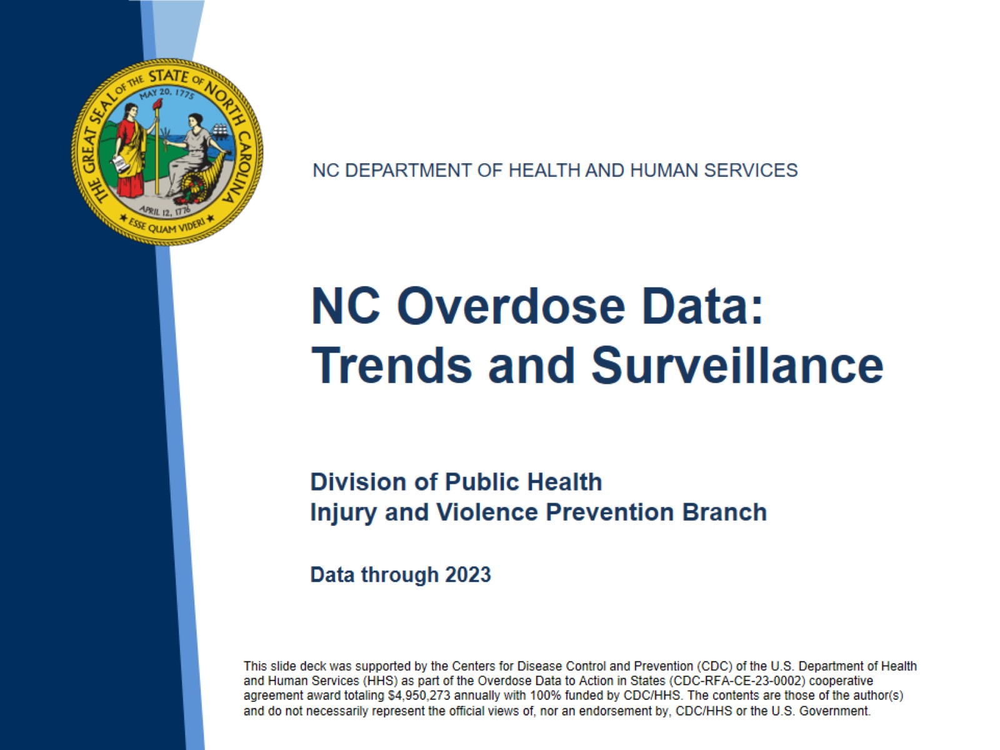 THE GREAT SEAL OF THE STATE OF NORTH CAROLINA
MAY 20, 1775
APRIL 12, 1776
★ ESSE QUAM VIDERI ★
NC DEPARTMENT OF HEALTH AND HUMAN SERVICES
NC Overdose Data:
Trends and Surveillance
Division of Public Health
Injury and Violence Prevention Branch
Data through 2023
This slide deck was supported by the Centers for Disease Control and Prevention (CDC) of the U.S. Department of Health
and Human Services (HHS) as part of the Overdose Data to Action in States (CDC-RFA-CE-23-0002) cooperative
agreement award totaling $4,950,273 annually with 100% funded by CDC/HHS. The contents are those of the author(s)
and do not necessarily represent the official views of, nor an endorsement by, CDC/HHS or the U.S. Government.